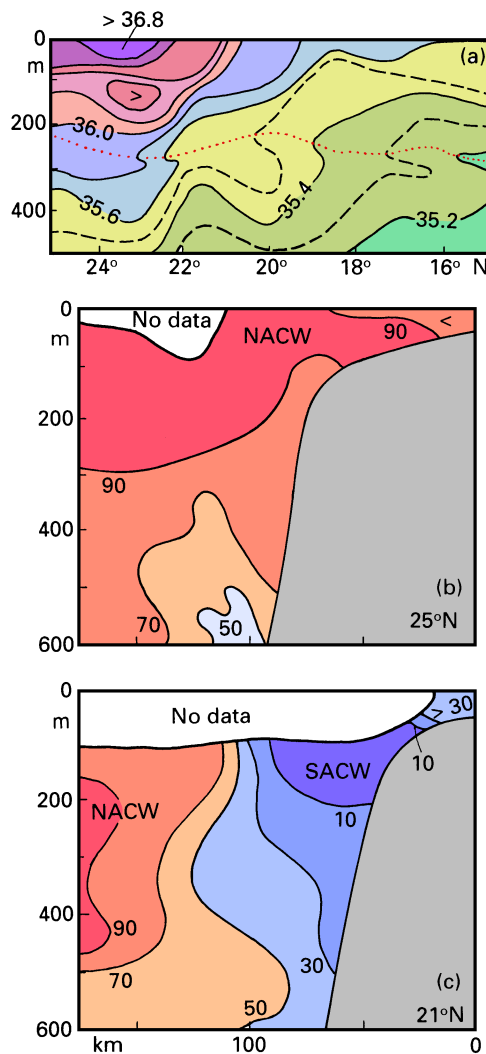 > 36.8
0
m
(a)
>
200
36.0
35.6
35.4
400
35.2
24° 22° 20° 18° 16° N
0
No data
m
NACW
90
<
200
90
400
(b)
70
50
25°N
600
0
No data
> 30
m
10
SACW
200
NACW
10
400
90
30
70
(c)
50
21°N
600
km 100 0